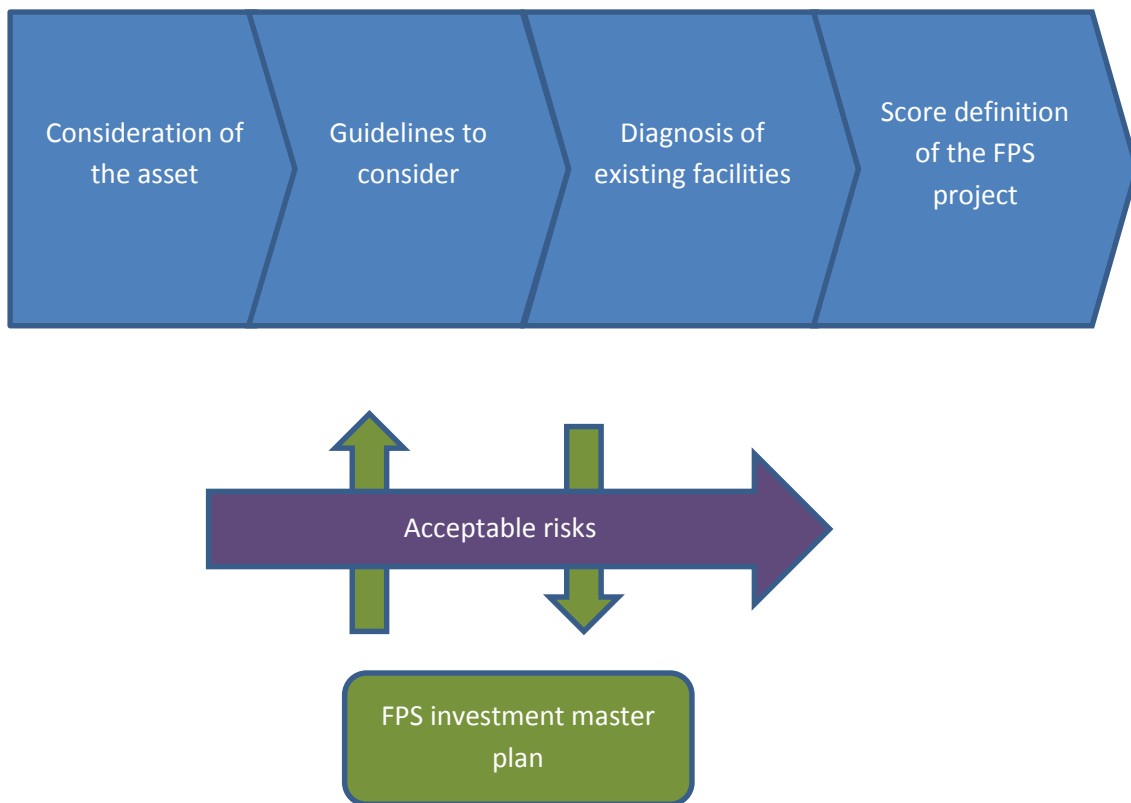 Consideration of
the asset
Guidelines to
consider
Diagnosis of
existing facilities
Score definition
of the FPS
project
Acceptable risks
FPS investment master
plan